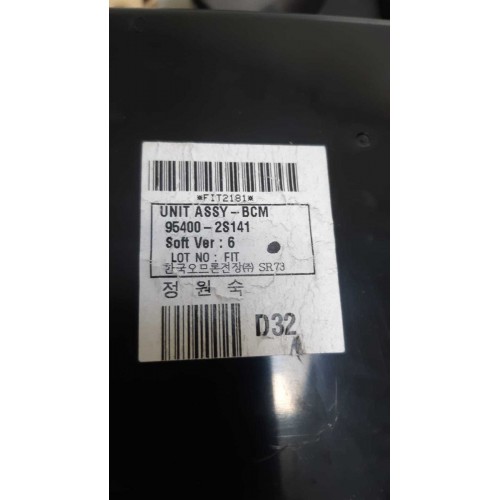 *FIT2181*
UNIT ASSY-BCM
95400-2S141
Soft Ver : 6
LOT NO : FIT
한국오므론전장㈜ SR73
정원숙
D32